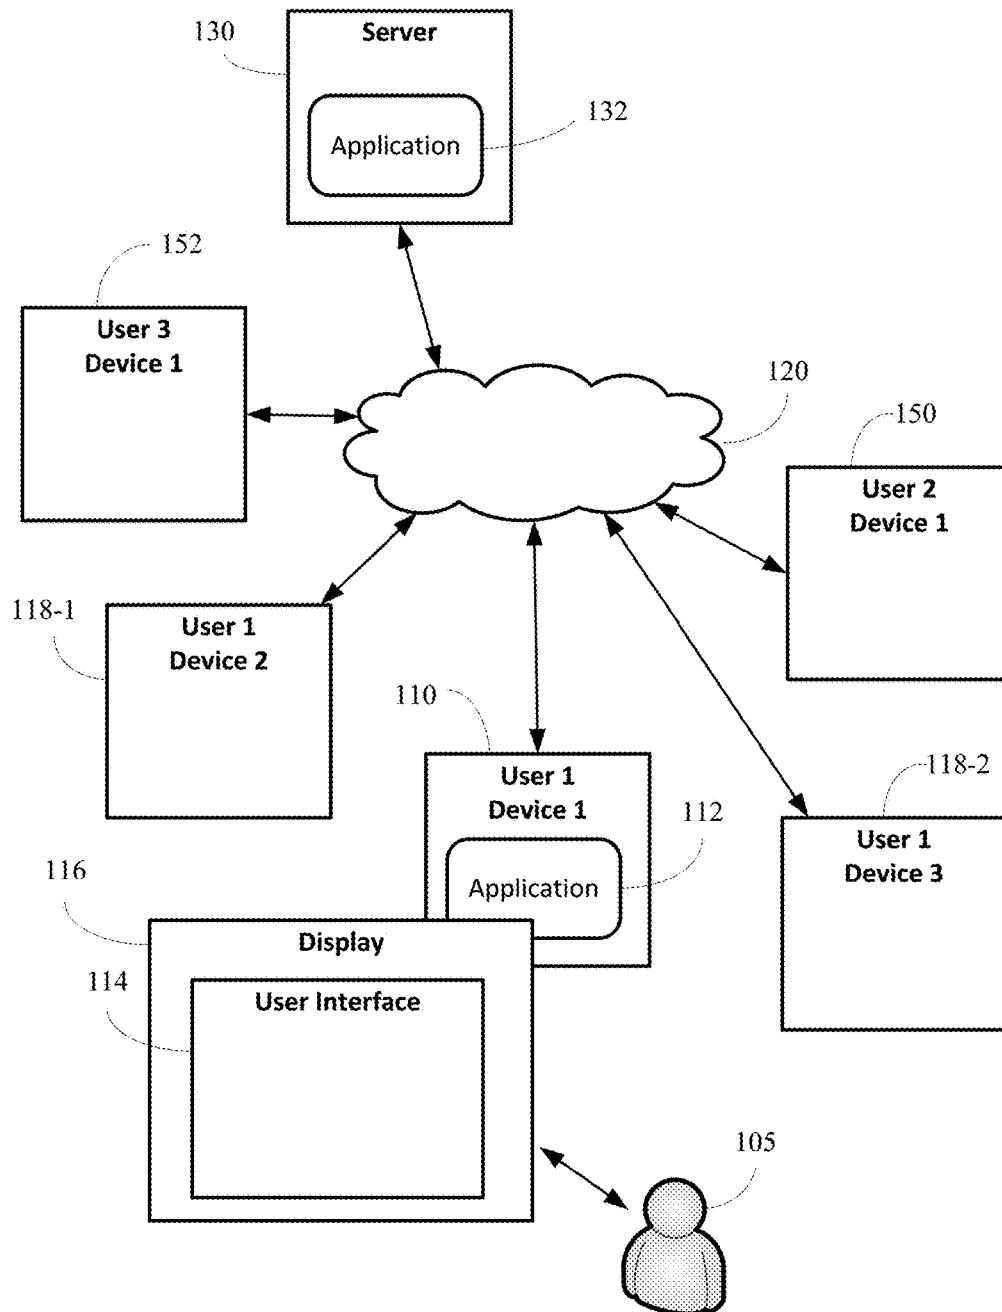 130
Server
Application
132
152
User 3
Device 1
120
150
User 2
Device 1
118-1
User 1
Device 2
110
User 1
Device 1
118-2
User 1
Device 3
112
Application
116
Display
114
User Interface
105